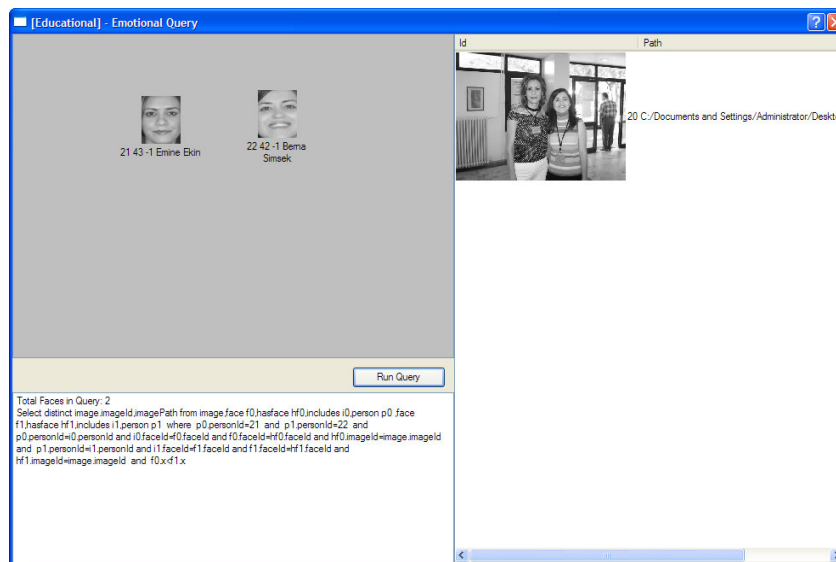 [Educational] - Emotional Query
Id Path
21 43 -1 Emine Ekin
22 42 -1 Berna
Simsek
20 C:/Documents and Settings/Administrator/Deskt
Run Query
Total Faces in Query: 2
Select distinct image.imageId,imagePath from image,face f0,hasface hf0,includes i0,person p0 ,face
f1,hasface hf1,includes i1,person p1 where p0.personId=21 and p1.personId=22 and
p0.personId=i0.personId and i0.faceId=f0.faceId and f0.faceId=hf0.faceId and hf0.imageId=image.imageId
and p1.personId=i1.personId and i1.faceId=f1.faceId and f1.faceId=hf1.faceId and
hf1.imageId=image.imageId and f0.x<f1.x